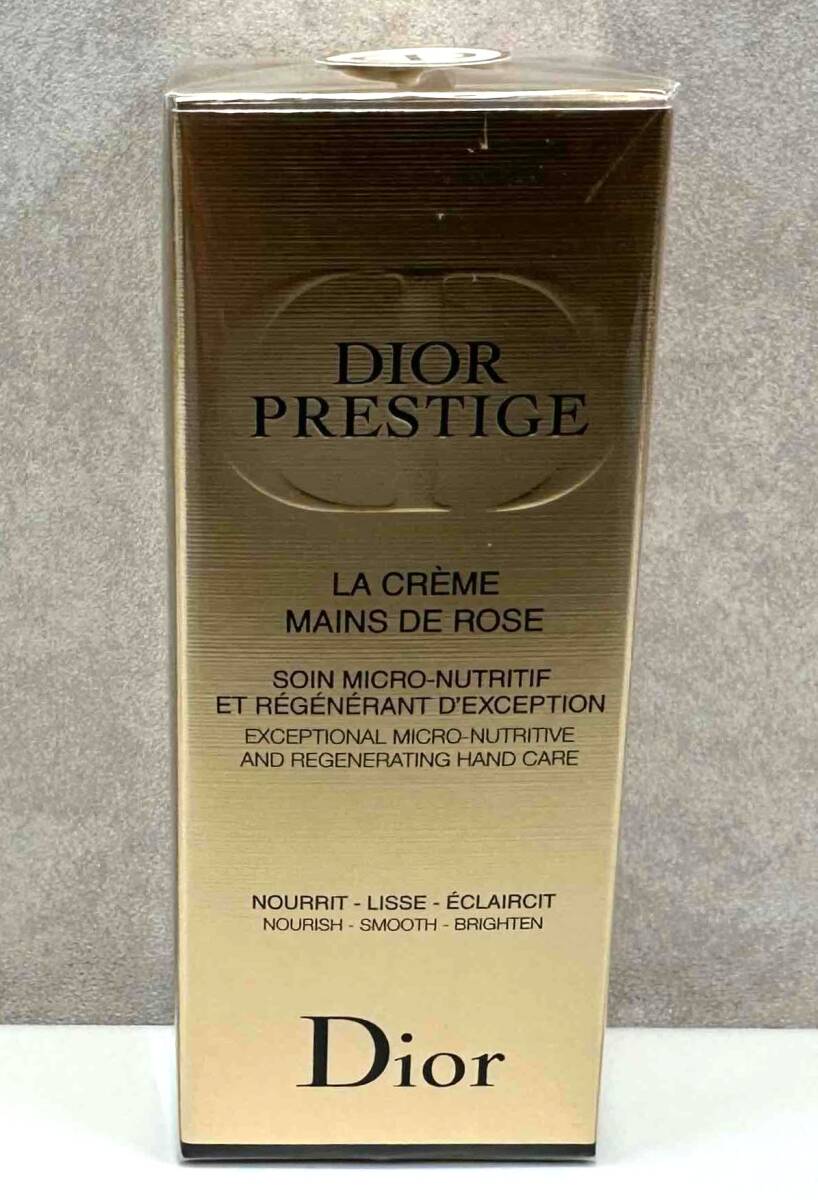 DIOR
PRESTIGE
LA CRÈME
MAINS DE ROSE
SOIN MICRO-NUTRITIF
ET RÉGÉNÉRANT D'EXCEPTION
EXCEPTIONAL MICRO-NUTRITIVE
AND REGENERATING HAND CARE
NOURRIT - LISSE - ÉCLAIRCIT
NOURISH - SMOOTH - BRIGHTEN
Dior